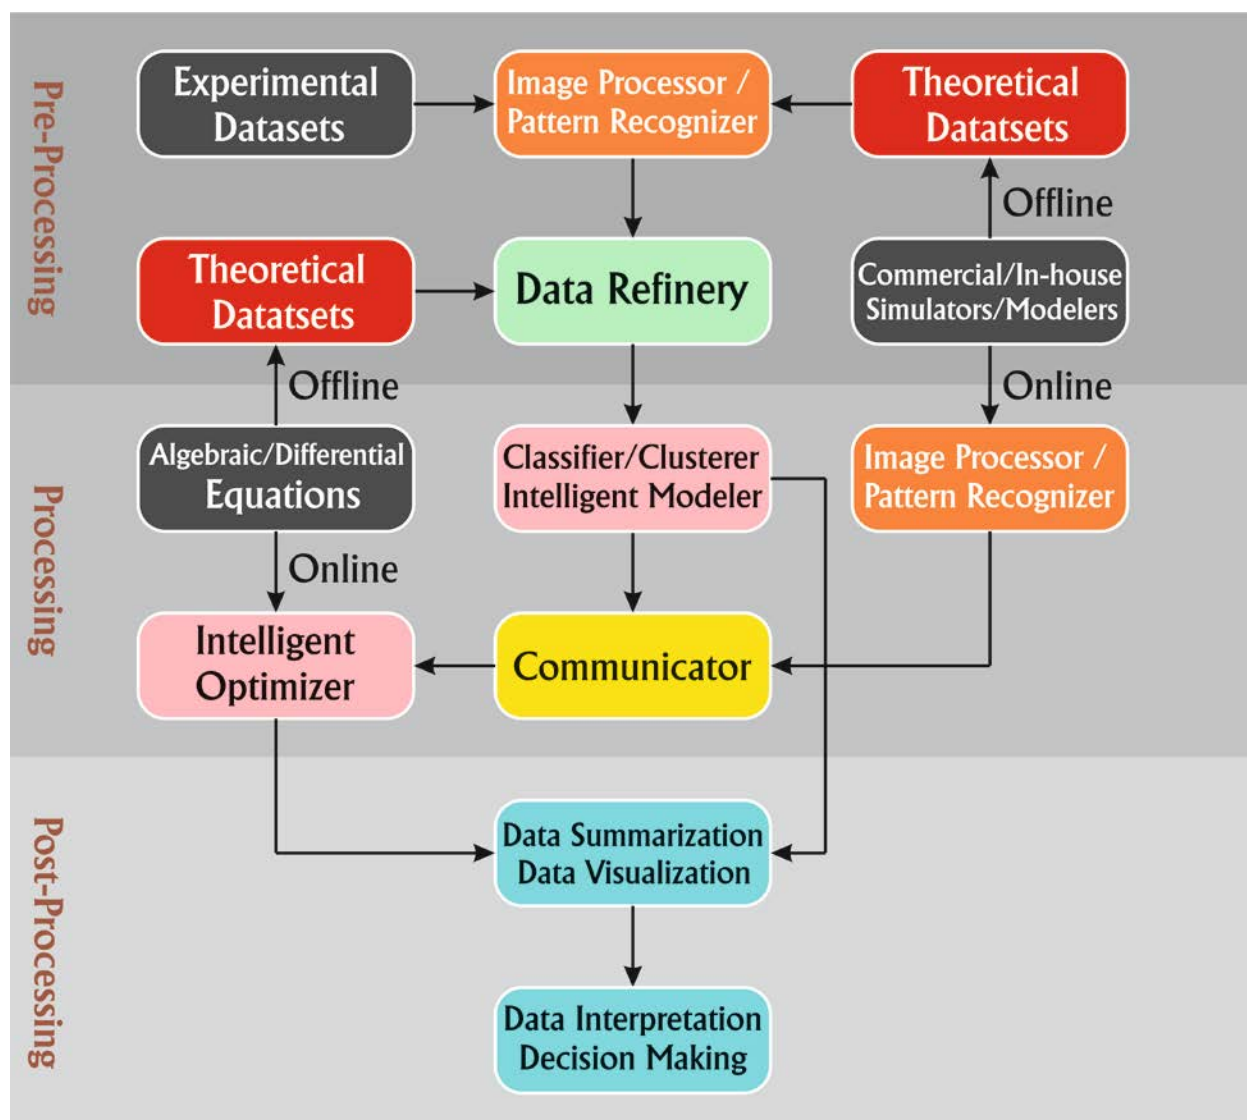 Pre-Processing
Experimental
Datasets
Image Processor /
Pattern Recognizer
Theoretical
Datatsets
Offline
Theoretical
Datatsets
Data Refinery
Commercial/In-house
Simulators/Modelers
Offline
Online
Processing
Algebraic/Differential
Equations
Classifier/Clusterer
Intelligent Modeler
Image Processor /
Pattern Recognizer
Online
Intelligent
Optimizer
Communicator
Post-Processing
Data Summarization
Data Visualization
Data Interpretation
Decision Making